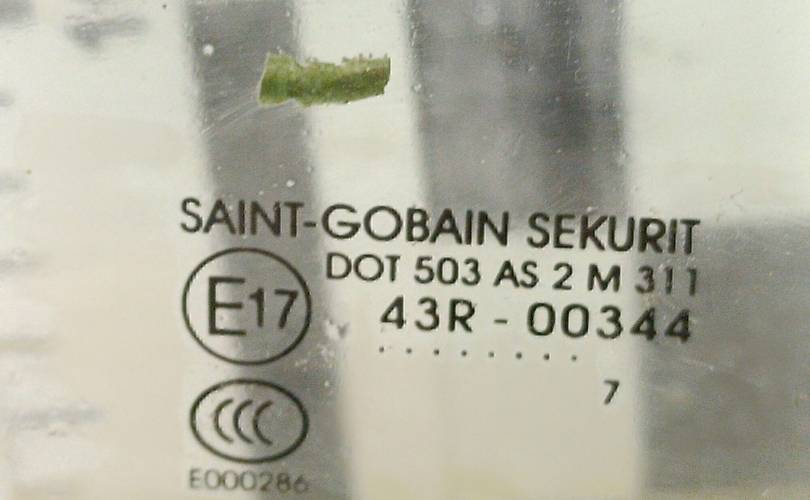 SAINT-GOBAIN SEKURIT
DOT 503 AS 2 M 311
E17
43R - 00344
. . . . . . . . .
7
CCC
E000286